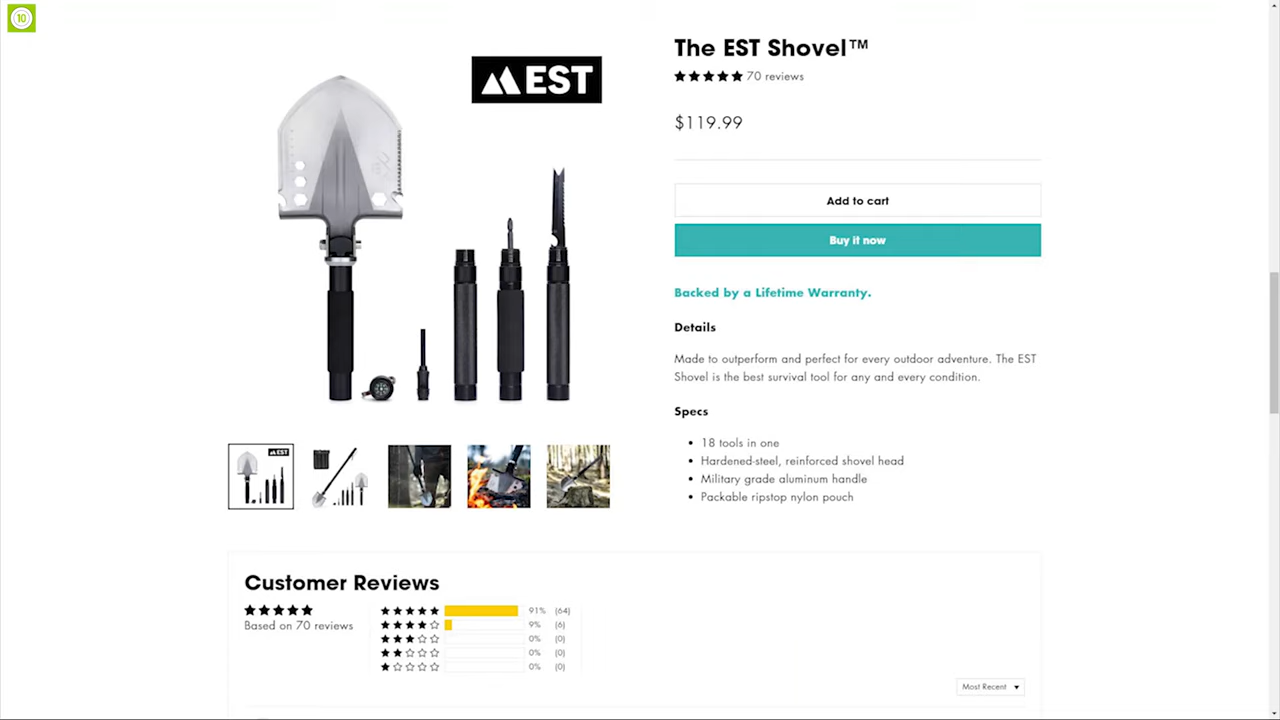 10
EST
The EST Shovel™
70 reviews
$119.99
Add to cart
Buy it now
Backed by a Lifetime Warranty.
Details
Made to outperform and perfect for every outdoor adventure. The EST
Shovel is the best survival tool for any and every condition.
Specs
18 tools in one
Hardened-steel, reinforced shovel head
Military grade aluminum handle
Packable ripstop nylon pouch
EST
Customer Reviews
Based on 70 reviews
91% (64)
9% (6)
0% (0)
0% (0)
0% (0)
Most Recent